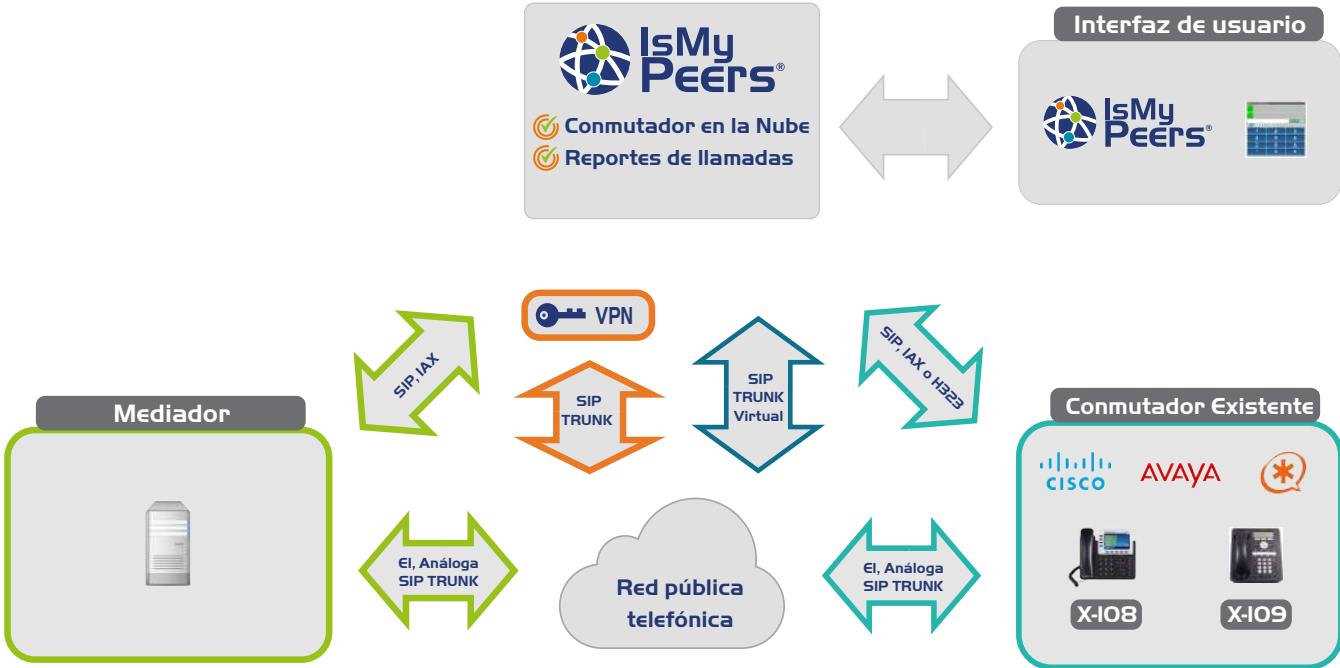 IsMy
Peers®
Conmutador en la Nube
Reportes de llamadas
Interfaz de usuario
IsMy
Peers®
VPN
SIP, IAX
SIP
TRUNK
SIP
TRUNK
Virtual
SIP, IAX o H323
Mediador
Conmutador Existente
CISCO
AVAYA
E1, Análoga
SIP TRUNK
Red pública
telefónica
E1, Análoga
SIP TRUNK
X-108
X-109